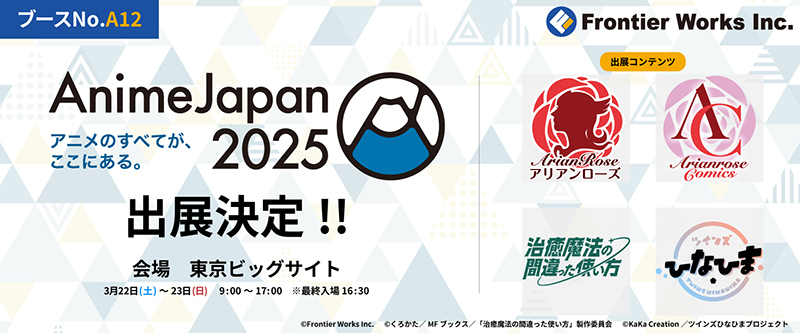 ブースNo.A12
Frontier Works Inc.
AnimeJapan
2025
アニメのすべてが、
ここにある。
出展決定 !!
会場　東京ビッグサイト
3月22日(土) ～ 23日(日)　9:00 ～ 17:00　※最終入場 16:30
出展コンテンツ
ArianRose
アリアンローズ
AC
Arianrose
Comics
治癒魔法の
間違った使い方
ツインズ
ひなひま
TWINS HINAHIMA
©Frontier Works Inc.　©くろかた／ MF ブックス／「治癒魔法の間違った使い方」製作委員会　©KaKa Creation ／ツインズひなひまプロジェクト